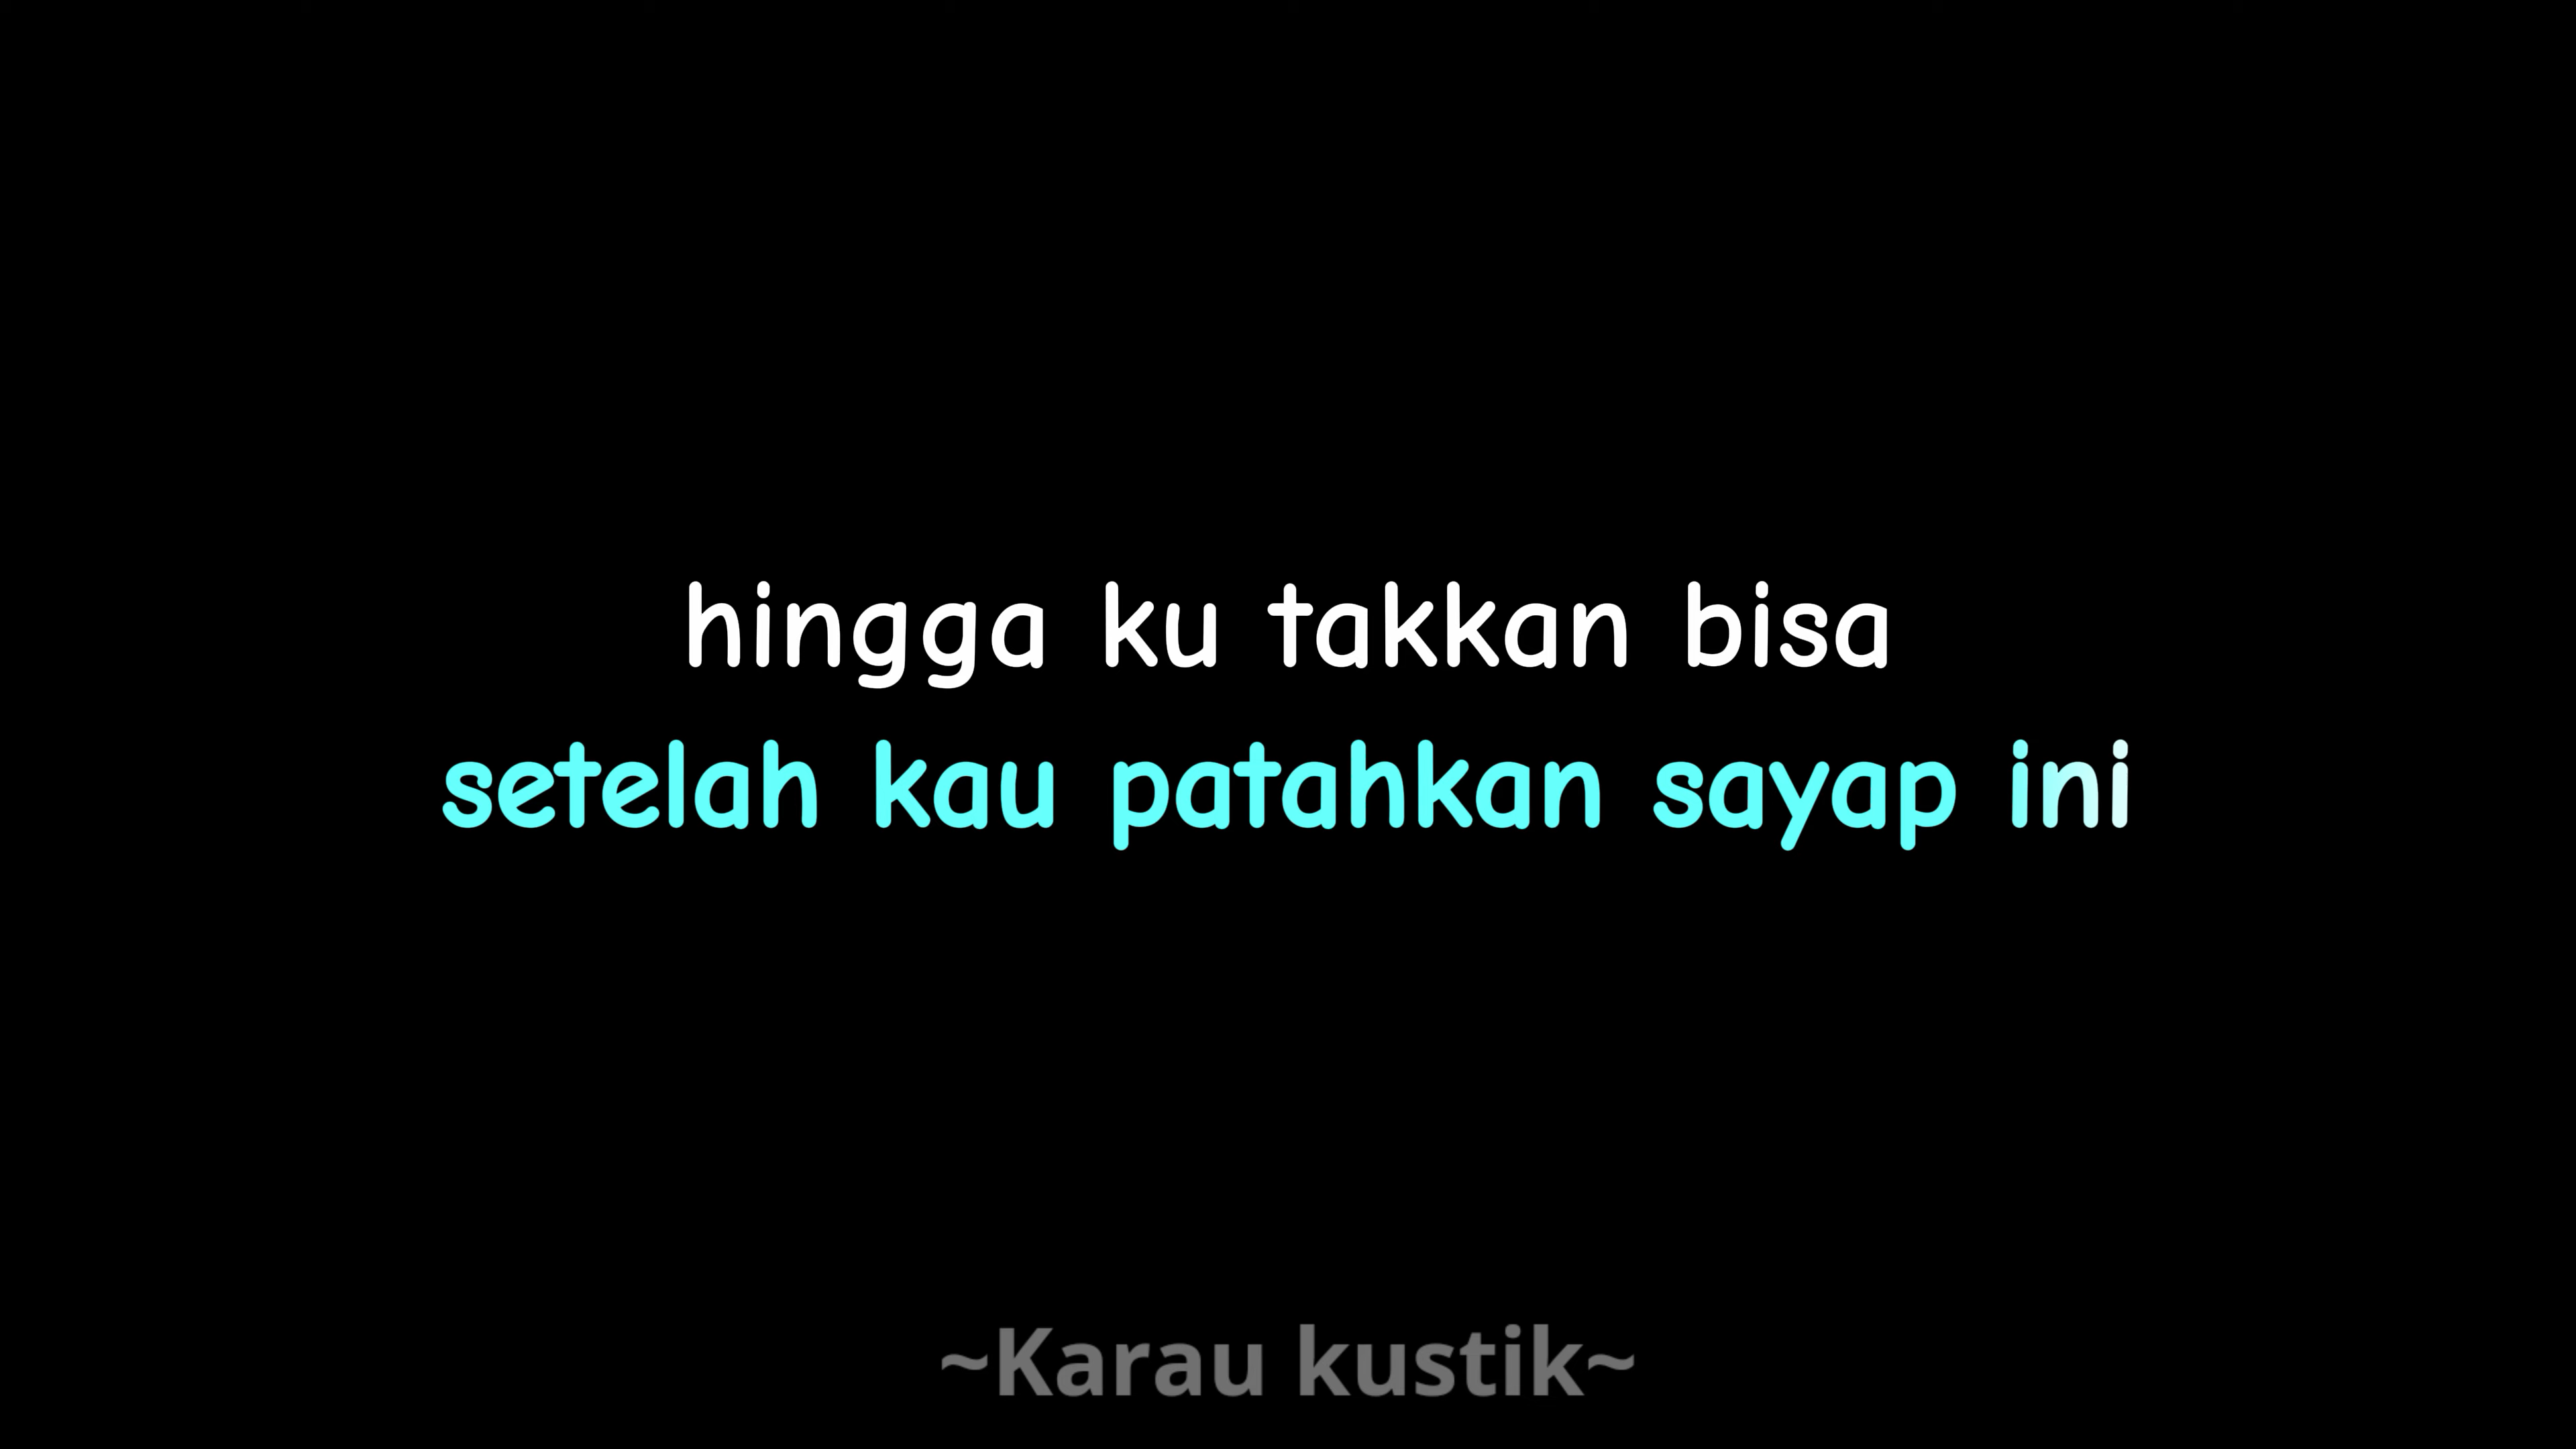 hingga ku takkan bisa
setelah kau patahkan sayap ini
~Karau kustik~